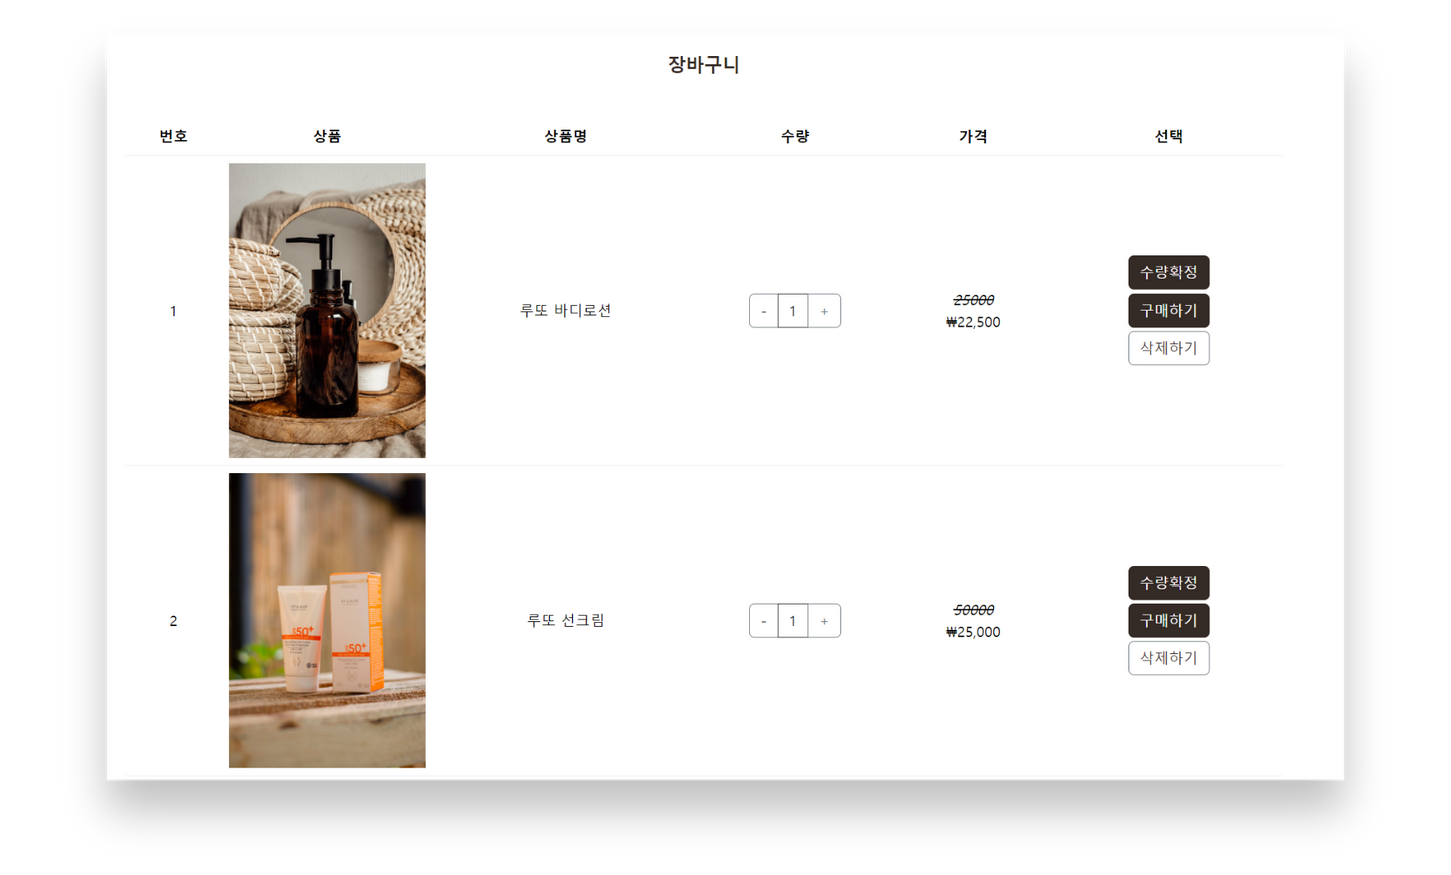 장바구니
번호 상품 상품명 수량 가격 선택
1 루또 바디로션 - 1 + 25000 ₩22,500 수량확정
구매하기
삭제하기
50+
50+
2 루또 선크림 - 1 + 50000 ₩25,000 수량확정
구매하기
삭제하기